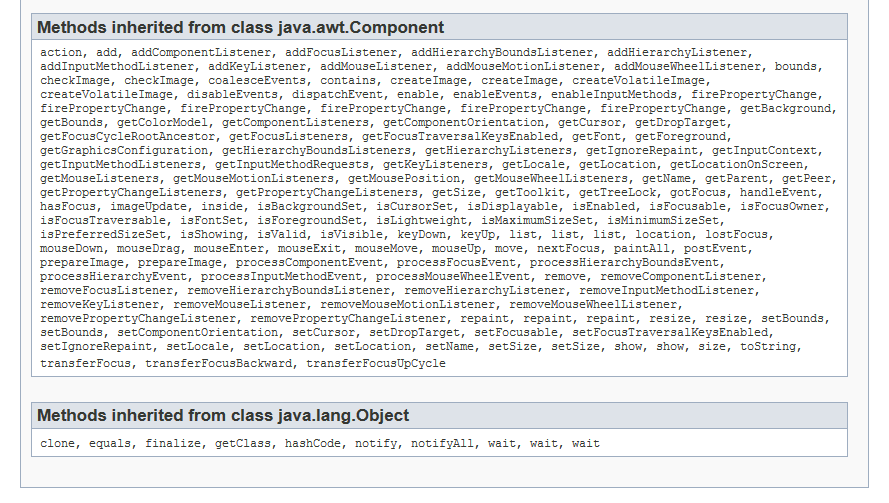 Methods inherited from class java.awt.Component
action, add, addComponentListener, addFocusListener, addHierarchyBoundsListener, addHierarchyListener,
addInputMethodListener, addKeyListener, addMouseListener, addMouseMotionListener, addMouseWheelListener, bounds,
checkImage, checkImage, coalesceEvents, contains, createImage, createImage, createVolatileImage,
createVolatileImage, disableEvents, dispatchEvent, enable, enableEvents, enableInputMethods, firePropertyChange,
firePropertyChange, firePropertyChange, firePropertyChange, firePropertyChange, firePropertyChange, getBackground,
getBounds, getColorModel, getComponentListeners, getComponentOrientation, getCursor, getDropTarget,
getFocusCycleRootAncestor, getFocusListeners, getFocusTraversalKeysEnabled, getFont, getForeground,
getGraphicsConfiguration, getHierarchyBoundsListeners, getHierarchyListeners, getIgnoreRepaint, getInputContext,
getInputMethodListeners, getInputMethodRequests, getKeyListeners, getLocale, getLocation, getLocationOnScreen,
getMouseListeners, getMouseMotionListeners, getMousePosition, getMouseWheelListeners, getName, getParent, getPeer,
getPropertyChangeListeners, getPropertyChangeListeners, getSize, getToolkit, getTreeLock, gotFocus, handleEvent,
hasFocus, imageUpdate, inside, isBackgroundSet, isCursorSet, isDisplayable, isEnabled, isFocusable, isFocusOwner,
isFocusTraversable, isFontSet, isForegroundSet, isLightweight, isMaximumSizeSet, isMinimumSizeSet,
isPreferredSizeSet, isShowing, isValid, isVisible, keyDown, keyUp, list, list, list, location, lostFocus,
mouseDown, mouseDrag, mouseEnter, mouseExit, mouseMove, mouseUp, move, nextFocus, paintAll, postEvent,
prepareImage, prepareImage, processComponentEvent, processFocusEvent, processHierarchyBoundsEvent,
processHierarchyEvent, processInputMethodEvent, processMouseWheelEvent, remove, removeComponentListener,
removeFocusListener, removeHierarchyBoundsListener, removeHierarchyListener, removeInputMethodListener,
removeKeyListener, removeMouseListener, removeMouseMotionListener, removeMouseWheelListener,
removePropertyChangeListener, removePropertyChangeListener, repaint, repaint, repaint, resize, resize, setBounds,
setBounds, setComponentOrientation, setCursor, setDropTarget, setFocusable, setFocusTraversalKeysEnabled,
setIgnoreRepaint, setLocale, setLocation, setLocation, setName, setSize, setSize, show, show, size, toString,
transferFocus, transferFocusBackward, transferFocusUpCycle
Methods inherited from class java.lang.Object
clone, equals, finalize, getClass, hashCode, notify, notifyAll, wait, wait, wait